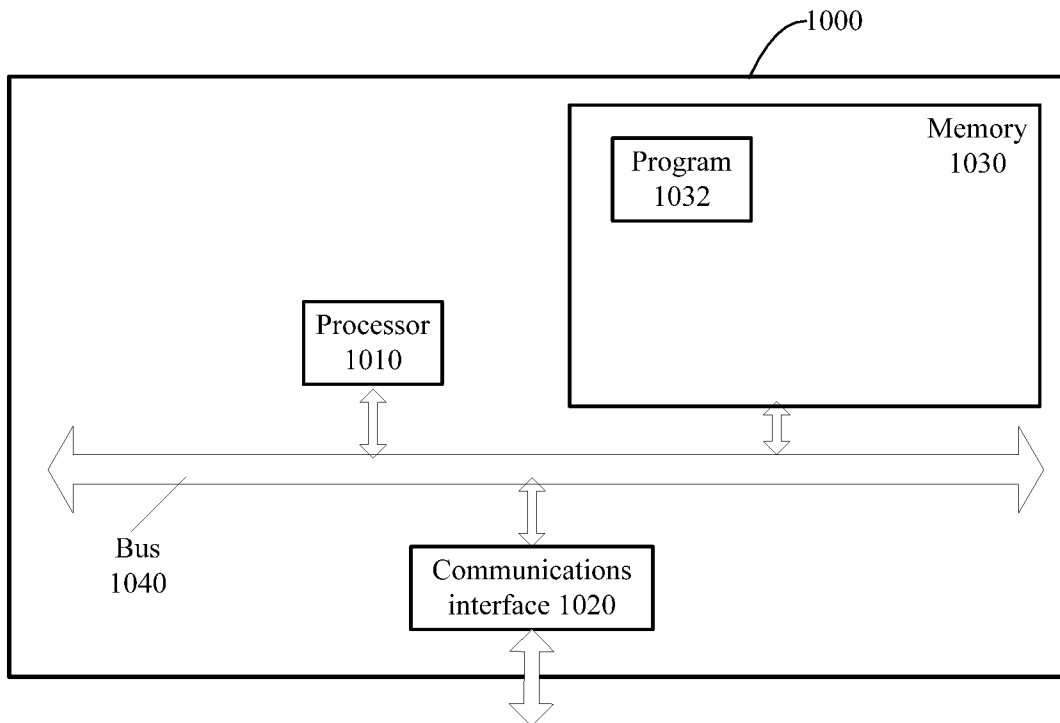 1000
Memory
1030
Program
1032
Processor
1010
Bus
1040
Communications
interface 1020